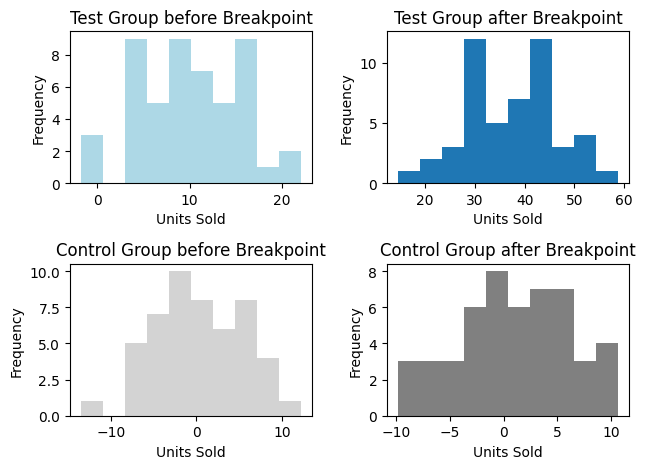 Test Group before Breakpoint
Frequency
8
6
4
2
0
0
10
20
Units Sold
Test Group after Breakpoint
Frequency
10
5
0
20
30
40
50
60
Units Sold
Control Group before Breakpoint
Frequency
10.0
7.5
5.0
2.5
0.0
−10
0
10
Units Sold
Control Group after Breakpoint
Frequency
8
6
4
2
0
−10
−5
0
5
10
Units Sold